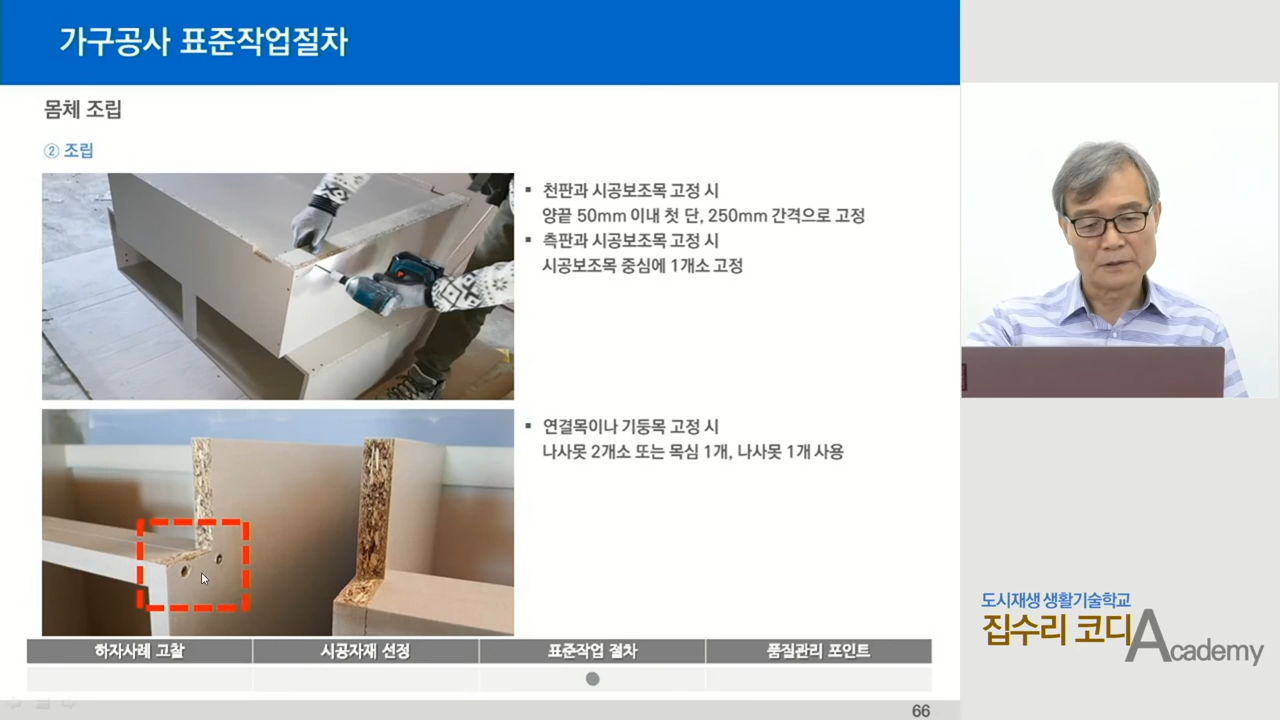 가구공사 표준작업절차
몸체 조립
② 조립
▪ 천판과 시공보조목 고정 시
양끝 50mm 이내 첫 단, 250mm 간격으로 고정
▪ 측판과 시공보조목 고정 시
시공보조목 중심에 1개소 고정
▪ 연결목이나 기둥목 고정 시
나사못 2개소 또는 목심 1개, 나사못 1개 사용
하자사례 고찰 시공자재 선정 표준작업 절차 품질관리 포인트
66
도시재생 생활기술학교
집수리 코디 Academy